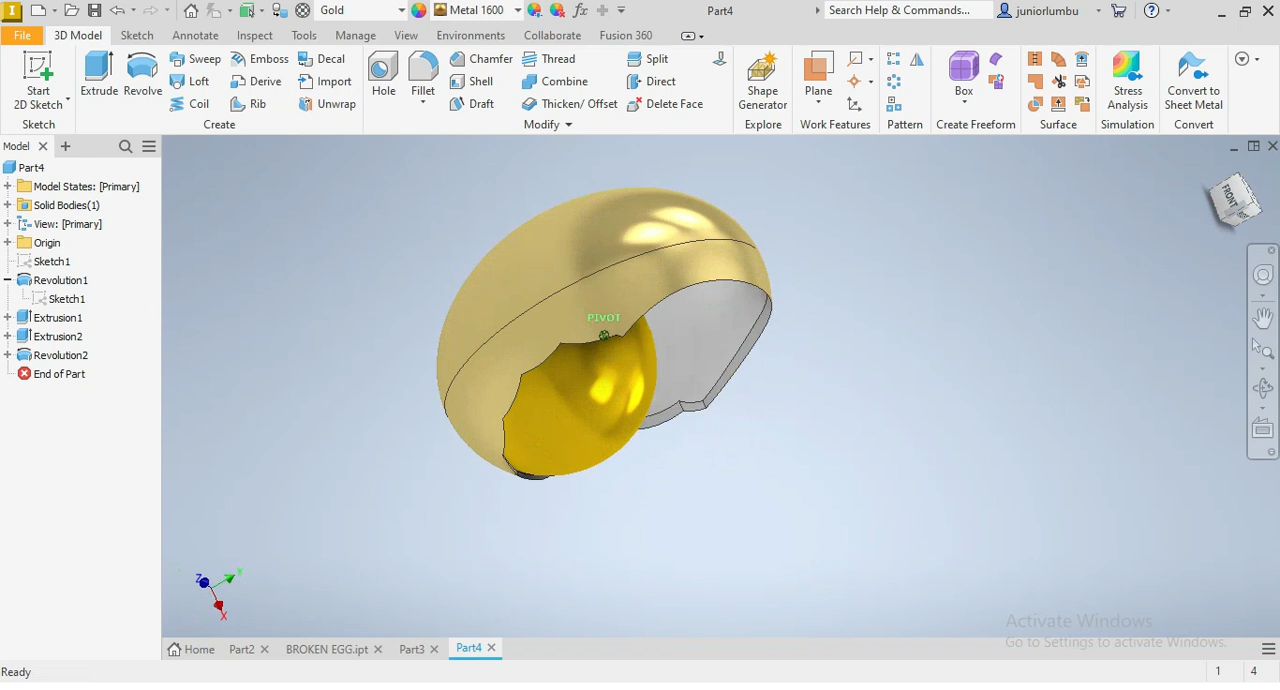 Gold
Metal 1600
Part4
Search Help & Commands...
juniorlumbu
File
3D Model
Sketch
Annotate
Inspect
Tools
Manage
View
Environments
Collaborate
Fusion 360
Start
2D Sketch
Extrude
Revolve
Sweep
Loft
Coil
Emboss
Derive
Rib
Decal
Import
Unwrap
Hole
Fillet
Chamfer
Shell
Draft
Thread
Combine
Thicken/ Offset
Split
Direct
Delete Face
Shape
Generator
Plane
Box
Stress
Analysis
Convert to
Sheet Metal
Sketch
Create
Modify
Explore
Work Features
Pattern
Create Freeform
Surface
Simulation
Convert
Model
Part4
Model States: [Primary]
Solid Bodies(1)
View: [Primary]
Origin
Sketch1
Revolution1
Sketch1
Extrusion1
Extrusion2
Revolution2
End of Part
FRONT
PIVOT
Z
Y
X
Activate Windows
Go to Settings to activate Windows.
Home
Part2
BROKEN EGG.ipt
Part3
Part4
Ready
1
4